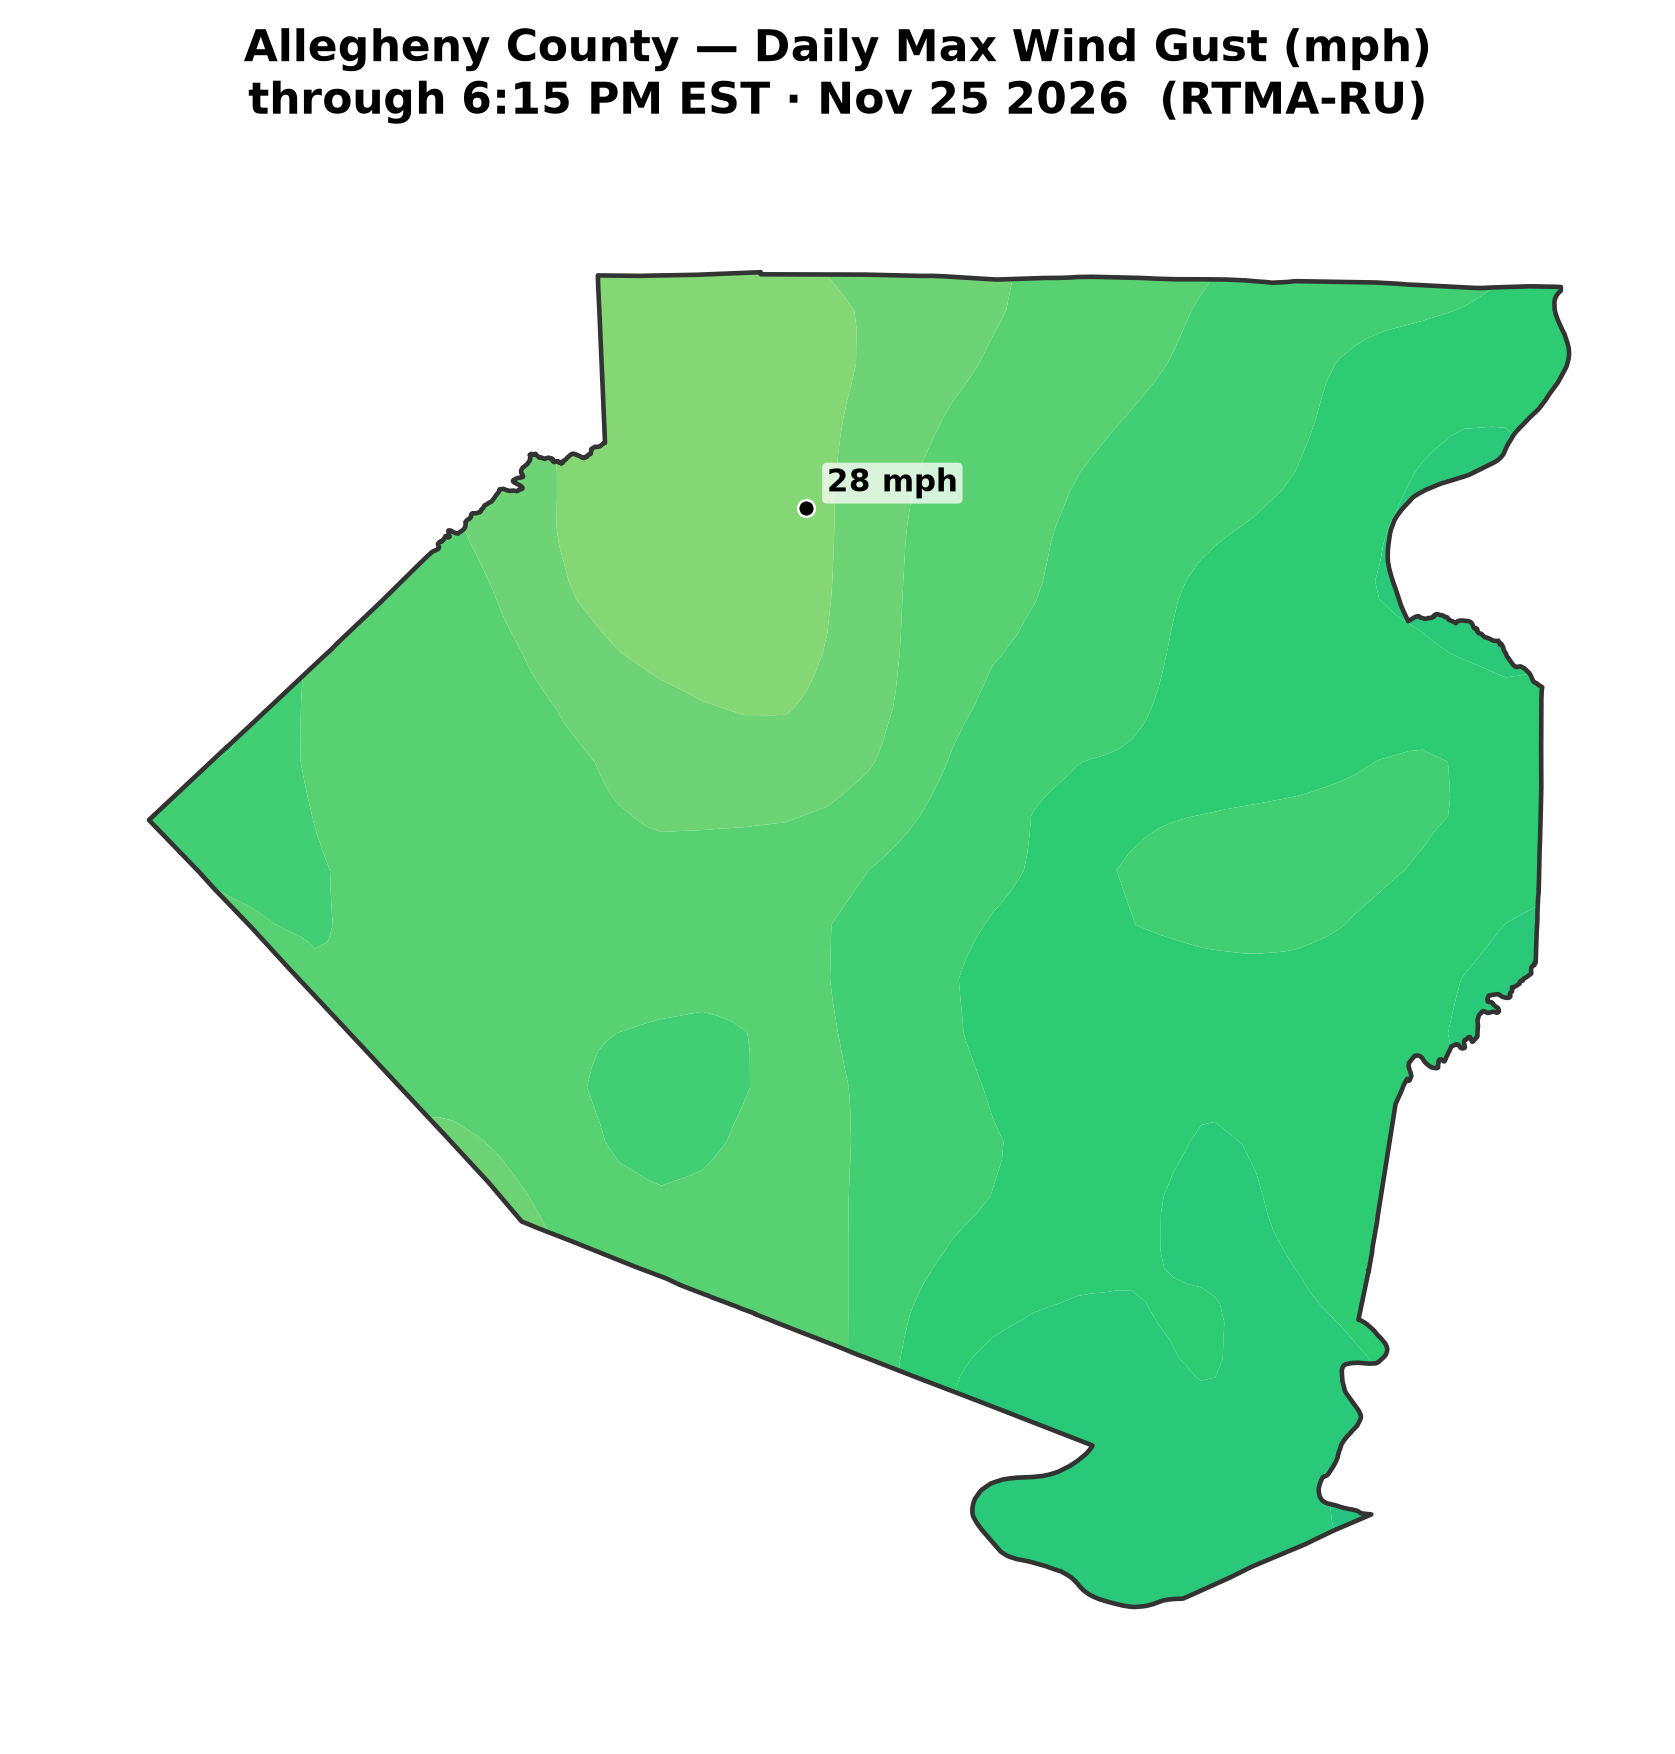 Allegheny County — Daily Max Wind Gust (mph)
through 6:15 PM EST · Nov 25 2026 (RTMA-RU)
28 mph